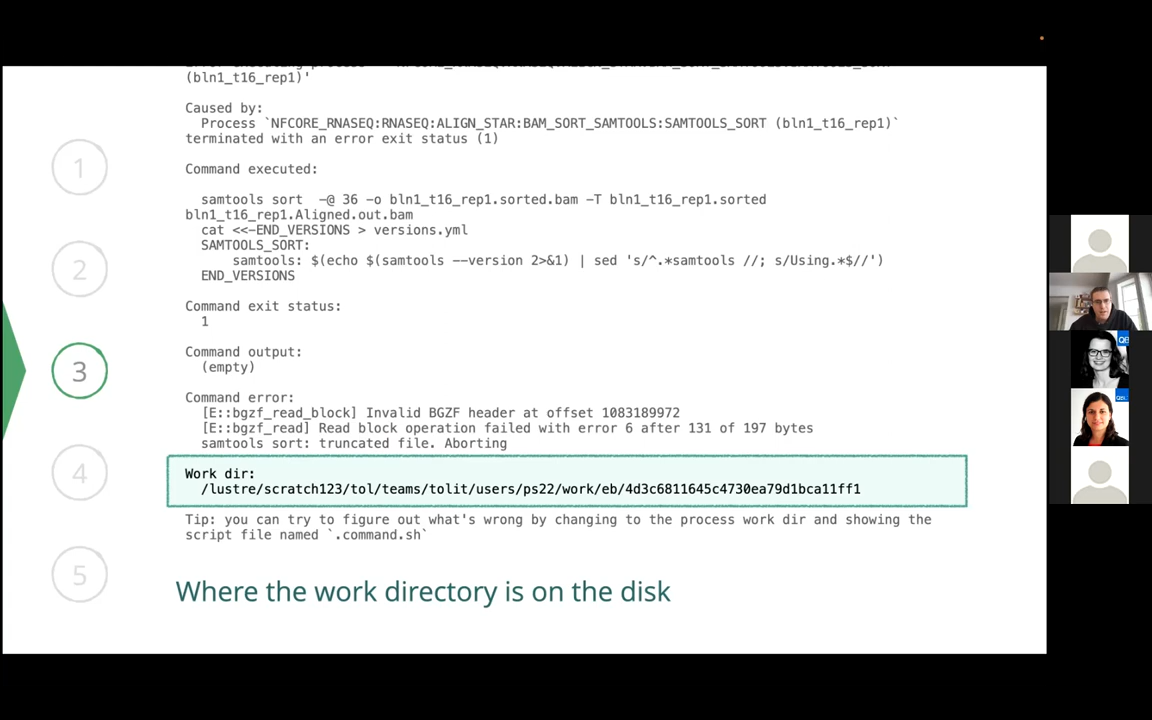 (bln1_t16_rep1)'
Caused by:
Process `NFCORE_RNASEQ:RNASEQ:ALIGN_STAR:BAM_SORT_SAMTOOLS:SAMTOOLS_SORT (bln1_t16_rep1)`
terminated with an error exit status (1)
Command executed:
samtools sort  -@ 36 -o bln1_t16_rep1.sorted.bam -T bln1_t16_rep1.sorted
bln1_t16_rep1.Aligned.out.bam
cat <<-END_VERSIONS > versions.yml
SAMTOOLS_SORT:
samtools: $(echo $(samtools --version 2>&1) | sed 's/^.*samtools //; s/Using.*$//')
END_VERSIONS
Command exit status:
1
Command output:
(empty)
Command error:
[E::bgzf_read_block] Invalid BGZF header at offset 1083189972
[E::bgzf_read] Read block operation failed with error 6 after 131 of 197 bytes
samtools sort: truncated file. Aborting
Work dir:
/lustre/scratch123/tol/teams/tolit/users/ps22/work/eb/4d3c6811645c4730ea79d1bca11ff1
Tip: you can try to figure out what's wrong by changing to the process work dir and showing the
script file named `.command.sh`
Where the work directory is on the disk
1
2
3
4
5